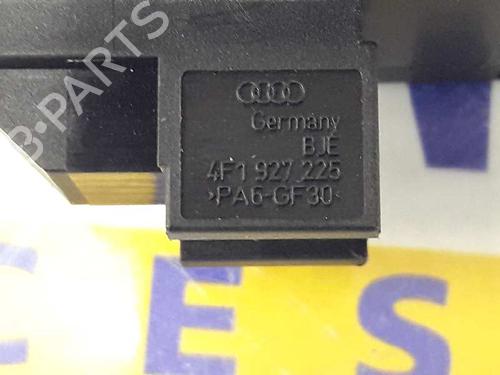 B-PARTS
Germany
BJE
4F1 927 225
>PA6-GF30<
C E S